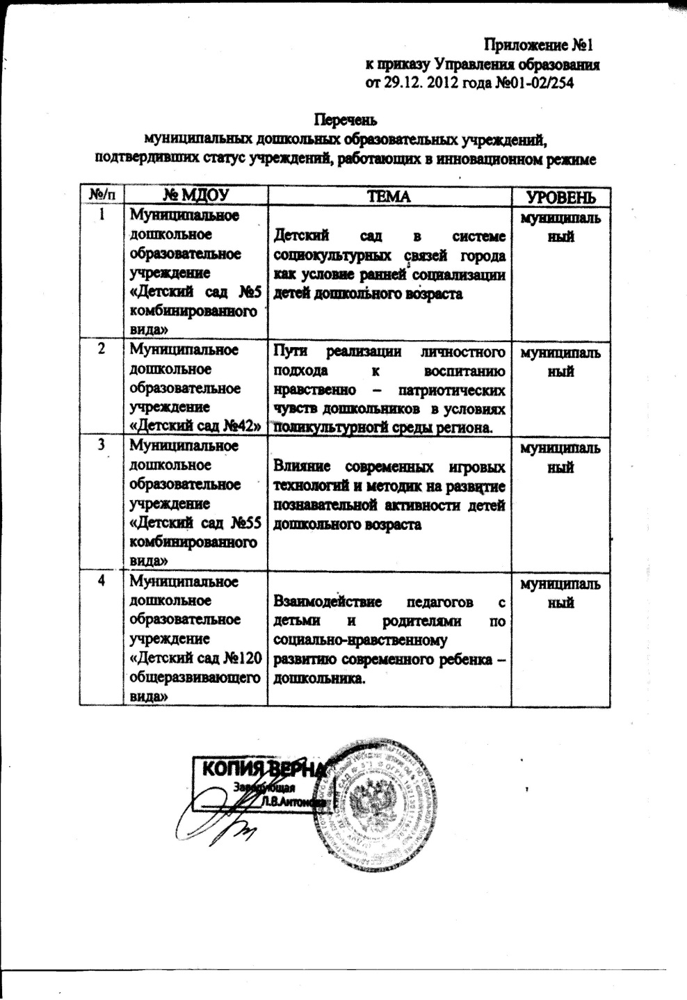 Приложение №1
к приказу Управления образования
от 29.12. 2012 года №01-02/254
Перечень
муниципальных дошкольных образовательных учреждений,
подтвердивших статус учреждений, работающих в инновационном режиме
№/п № МДОУ ТЕМА УРОВЕНЬ
1
Муниципальное
дошкольное
образовательное
учреждение
«Детский сад №5
комбинированного
вида»
Детский сад в системе
социокультурных связей города
как условие ранней социализации
детей дошкольного возраста
муниципаль
ный
2
Муниципальное
дошкольное
образовательное
учреждение
«Детский сад №42»
Пути реализации личностного
подхода к воспитанию
нравственно – патриотических
чувств дошкольников в условиях
поликультурногй среды региона.
муниципаль
ный
3
Муниципальное
дошкольное
образовательное
учреждение
«Детский сад №55
комбинированного
вида»
Влияние современных игровых
технологий и методик на развитие
познавательной активности детей
дошкольного возраста
муниципаль
ный
4
Муниципальное
дошкольное
образовательное
учреждение
«Детский сад №120
общеразвивающего
вида»
Взаимодействие педагогов с
детьми и родителями по
социально-нравственному
развитию современного ребенка –
дошкольника.
муниципаль
ный
КОПИЯ ВЕРНА
Заведующая
Л.В.Антонова